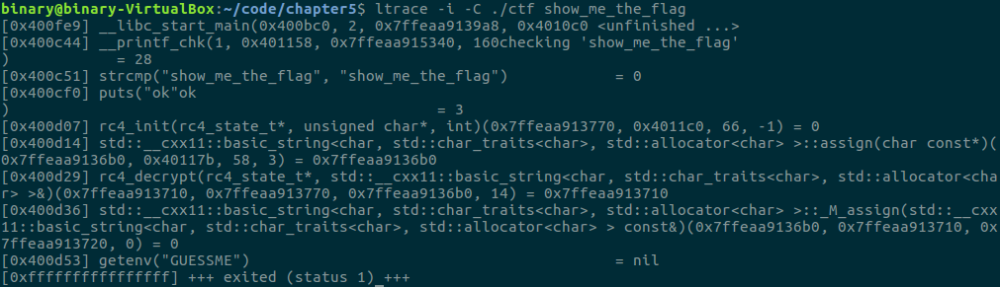 binary@binary-VirtualBox:~/code/chapter5$ ltrace -i -C ./ctf show_me_the_flag
[0x400fe9] __libc_start_main(0x400bc0, 2, 0x7ffeaa9139a8, 0x4010c0 <unfinished ...>
[0x400c44] __printf_chk(1, 0x401158, 0x7ffeaa915340, 160checking 'show_me_the_flag'
) = 28
[0x400c51] strcmp("show_me_the_flag", "show_me_the_flag") = 0
[0x400cf0] puts("ok"ok
) = 3
[0x400d07] rc4_init(rc4_state_t*, unsigned char*, int)(0x7ffeaa913770, 0x4011c0, 66, -1) = 0
[0x400d14] std::__cxx11::basic_string<char, std::char_traits<char>, std::allocator<char> >::assign(char const*)(
0x7ffeaa9136b0, 0x40117b, 58, 3) = 0x7ffeaa9136b0
[0x400d29] rc4_decrypt(rc4_state_t*, std::__cxx11::basic_string<char, std::char_traits<char>, std::allocator<cha
r> >&)(0x7ffeaa913710, 0x7ffeaa913770, 0x7ffeaa9136b0, 14) = 0x7ffeaa913710
[0x400d36] std::__cxx11::basic_string<char, std::char_traits<char>, std::allocator<char> >::_M_assign(std::__cxx
11::basic_string<char, std::char_traits<char>, std::allocator<char> > const&)(0x7ffeaa9136b0, 0x7ffeaa913710, 0x
7ffeaa913720, 0) = 0
[0x400d53] getenv("GUESSME") = nil
[0xffffffffffffffff] +++ exited (status 1) +++